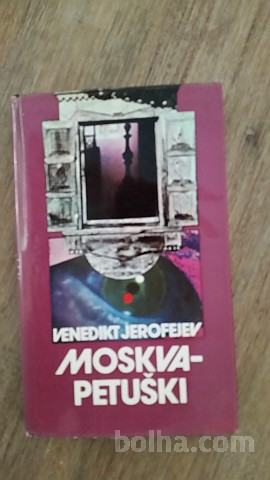 VENEDIKT JEROFEJEV
MOSKVA-
PETUŠKI
bolha.com